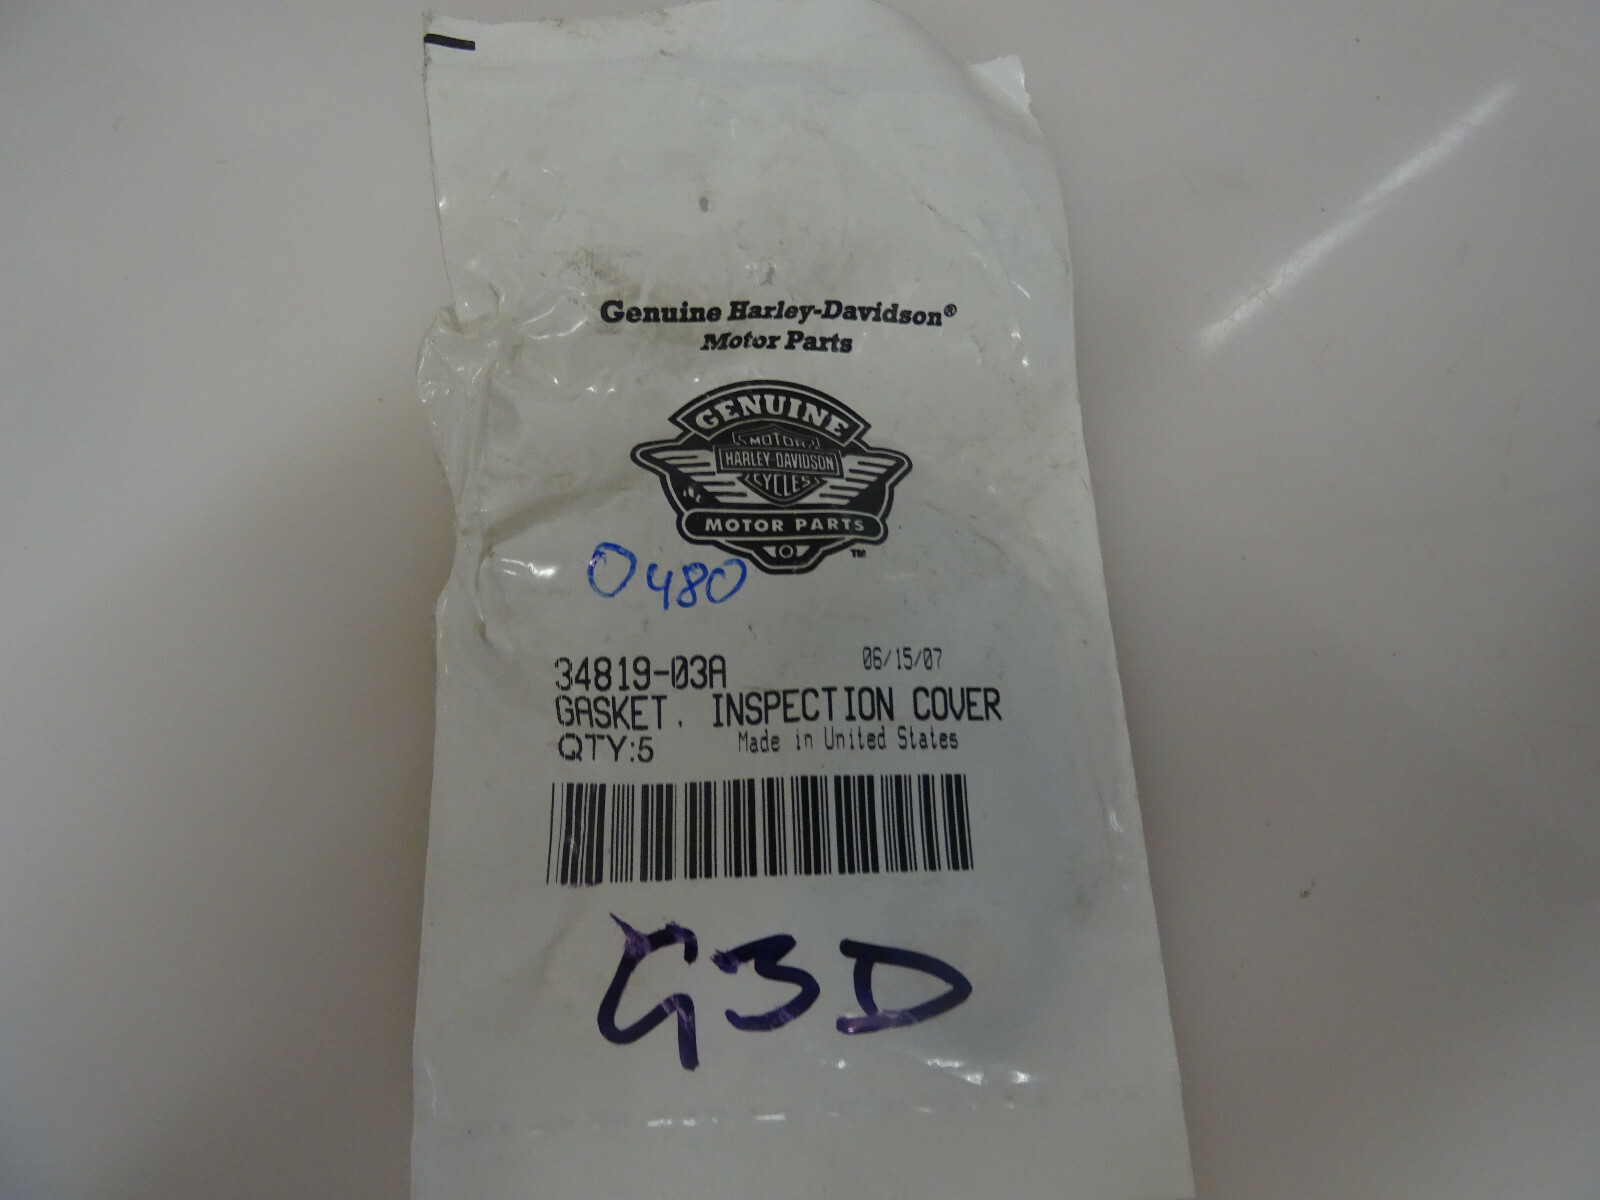 Genuine Harley-Davidson®
Motor Parts
GENUINE
MOTOR
HARLEY-DAVIDSON
CYCLES
MOTOR PARTS
TM
0480
34819-03A 06/15/07
GASKET, INSPECTION COVER
QTY:5 Made in United States
G3D